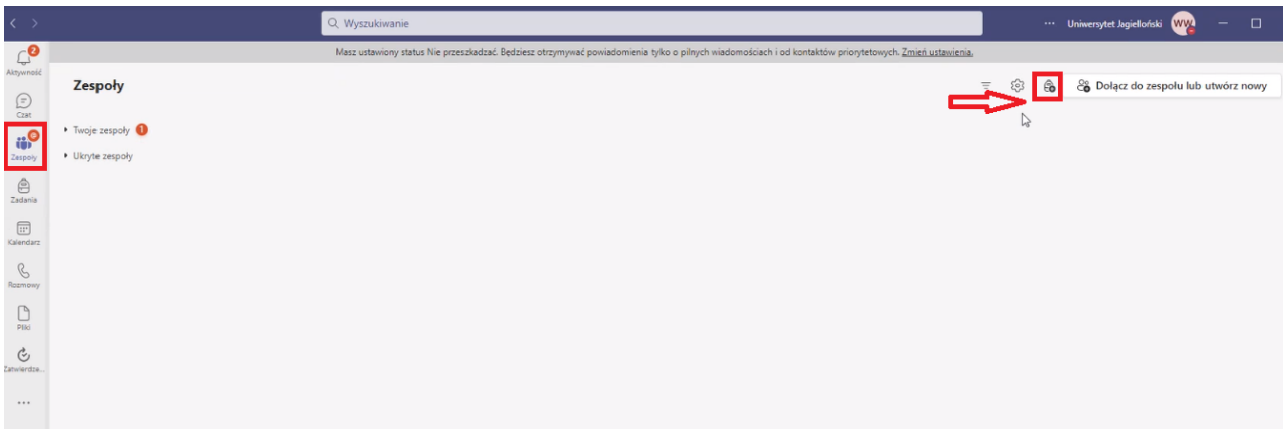 Wyszukiwanie
Uniwersytet Jagielloński
WW
Masz ustawiony status Nie przeszkadzać. Będziesz otrzymywać powiadomienia tylko o pilnych wiadomościach i od kontaktów priorytetowych. Zmień ustawienia.
2
Aktywność
Zespoły
Dołącz do zespołu lub utwórz nowy
Czat
Twoje zespoły 1
Zespoły
Ukryte zespoły
Zadania
Kalendarz
Rozmowy
Pliki
Zatwierdza...